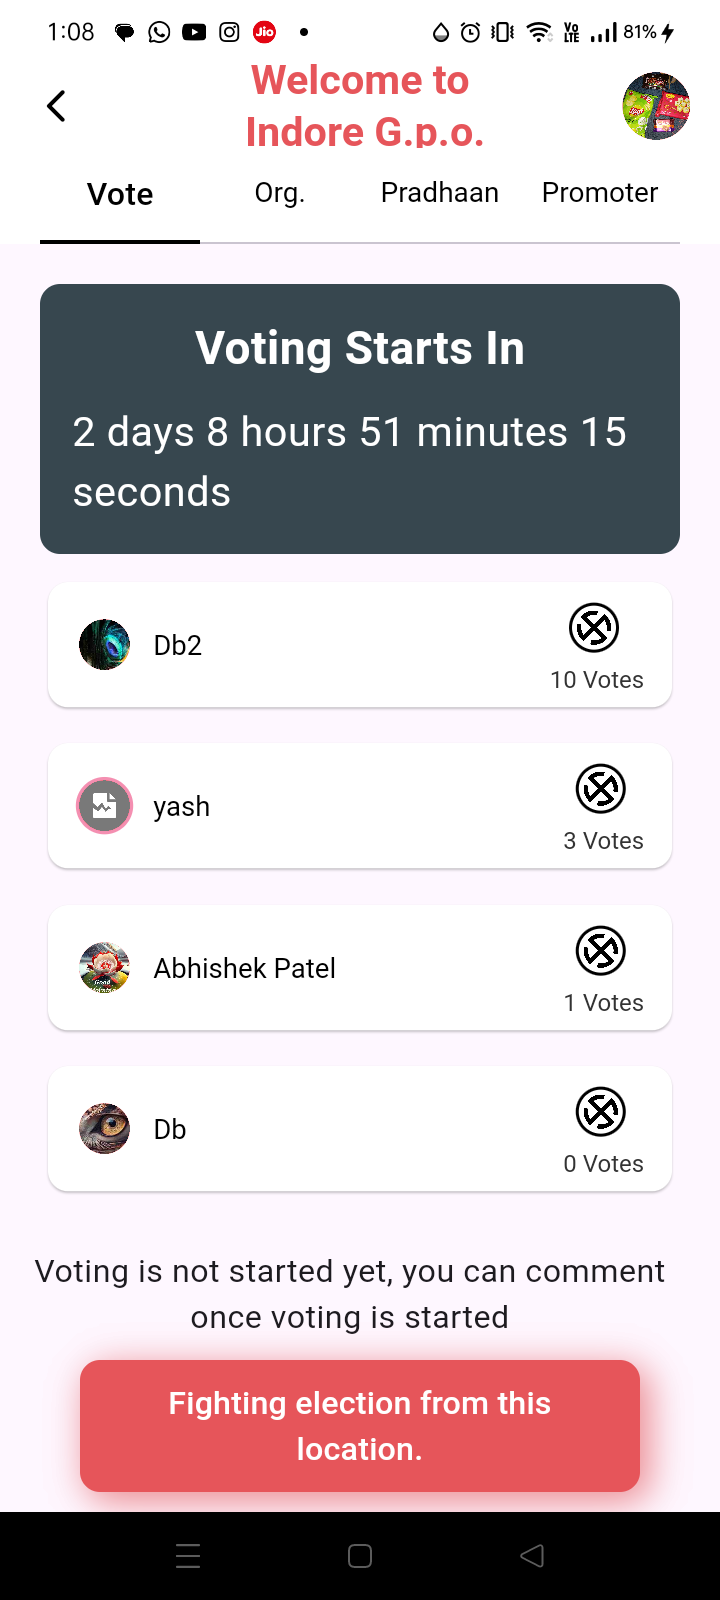 1:08
Jio
Vo
LTE
81%
Welcome to
Indore G.p.o.
Vote
Org.
Pradhaan
Promoter
Voting Starts In
2 days 8 hours 51 minutes 15
seconds
Db2
10 Votes
yash
3 Votes
Abhishek Patel
1 Votes
Db
0 Votes
Voting is not started yet, you can comment
once voting is started
Fighting election from this
location.